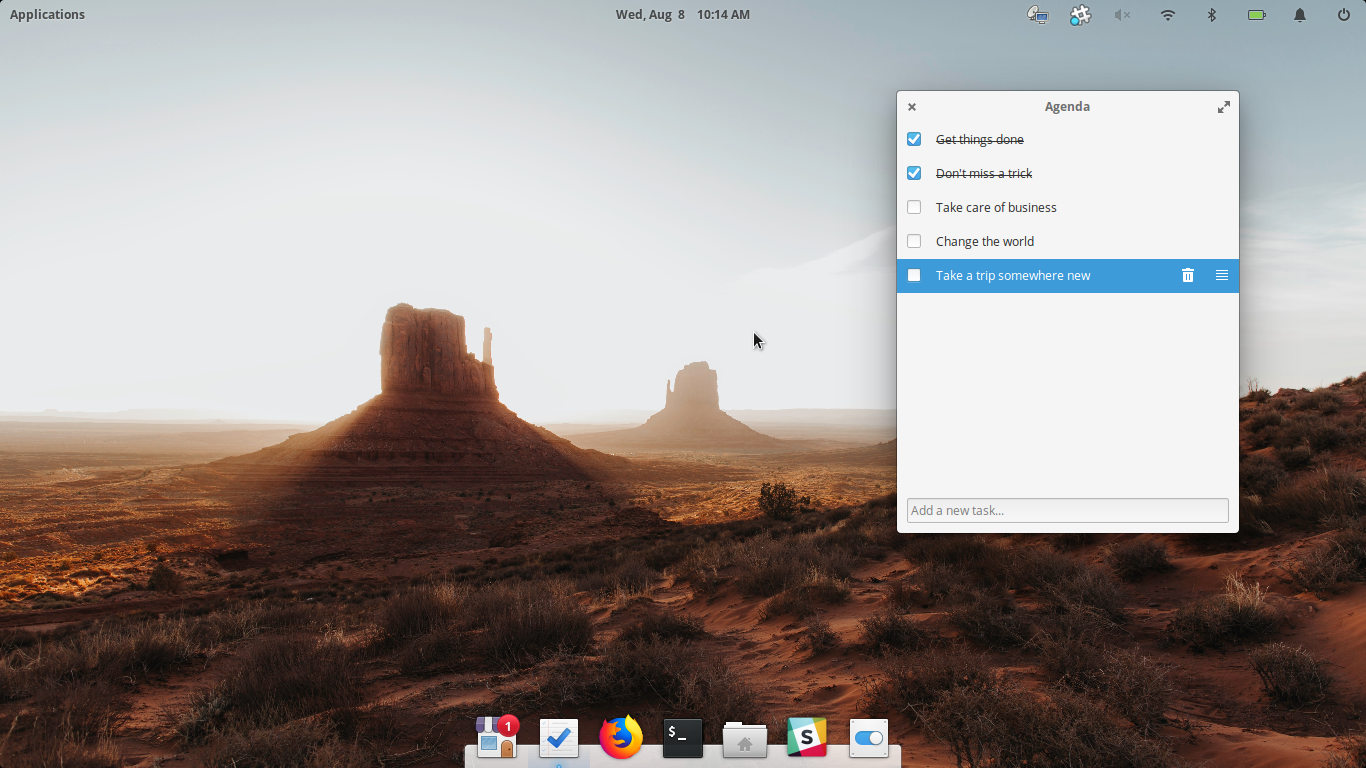 Applications
Wed, Aug 8 10:14 AM
Agenda
Get things done
Don't miss a trick
Take care of business
Change the world
Take a trip somewhere new
Add a new task...
1
$_
S